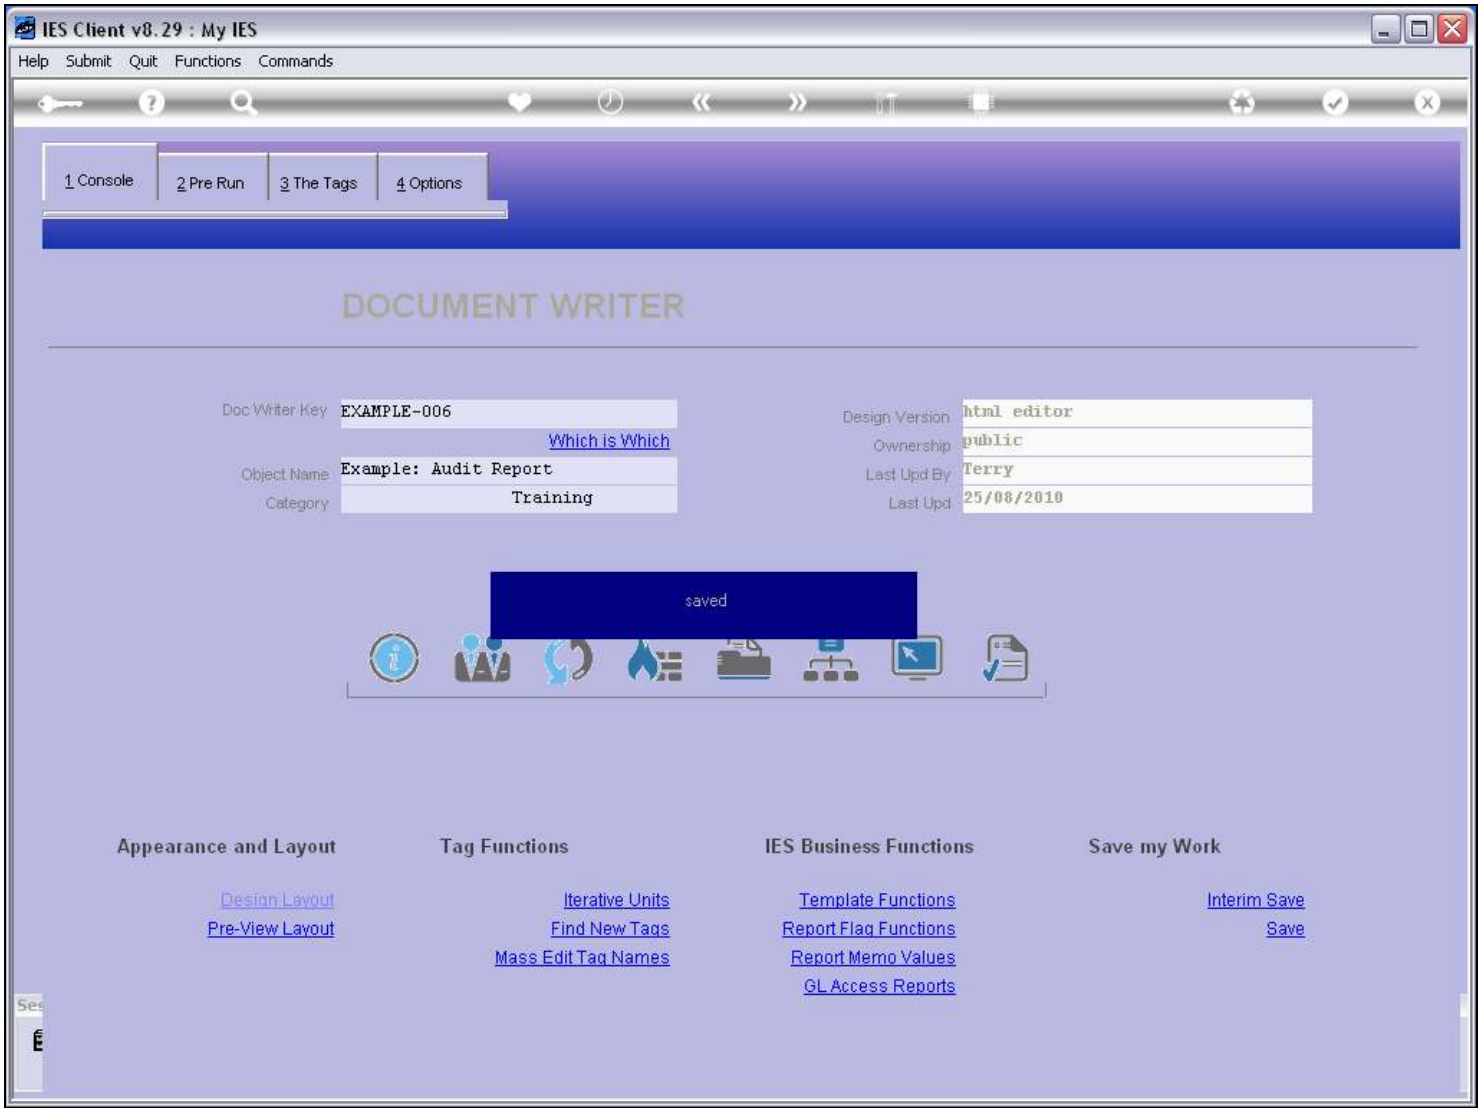 IES Client v8.29 : My IES
Help Submit Quit Functions Commands
1 Console 2 Pre Run 3 The Tags 4 Options
DOCUMENT WRITER
Doc Writer Key EXAMPLE-006
Which is Which
Object Name Example: Audit Report
Category Training
Design Version html editor
Ownership public
Last Upd By Terry
Last Upd 25/08/2010
saved
Appearance and Layout
Design Layout
Pre-View Layout
Tag Functions
Iterative Units
Find New Tags
Mass Edit Tag Names
IES Business Functions
Template Functions
Report Flag Functions
Report Memo Values
GL Access Reports
Save my Work
Interim Save
Save
Ses